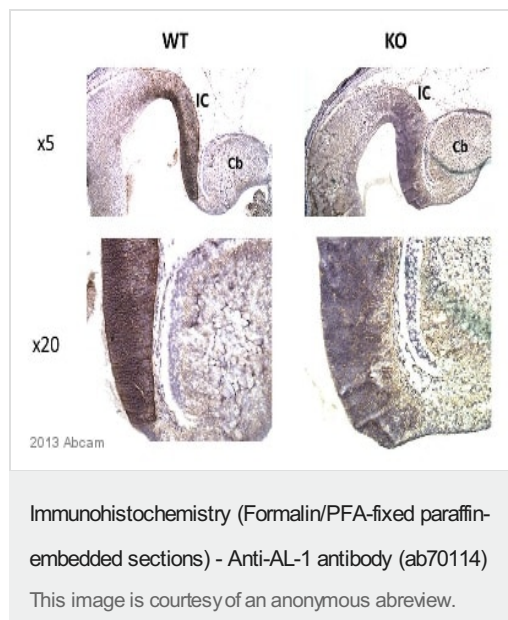 WT KO
x5
IC
Cb
IC
Cb
x20
2013 Abcam
Immunohistochemistry (Formalin/PFA-fixed paraffin-
embedded sections) - Anti-AL-1 antibody (ab70114)
This image is courtesy of an anonymous abreview.